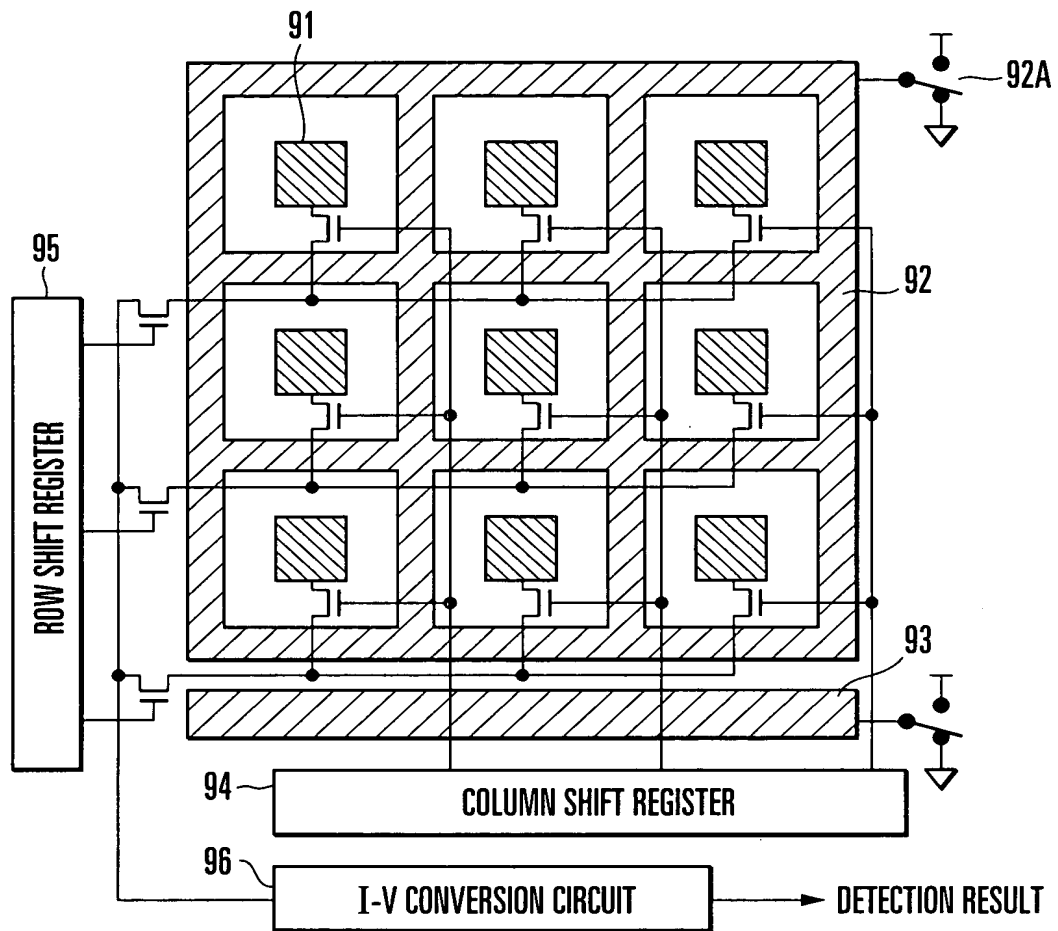 91
92A
95
92
ROW SHIFT REGISTER
93
94
COLUMN SHIFT REGISTER
96
I-V CONVERSION CIRCUIT
DETECTION RESULT